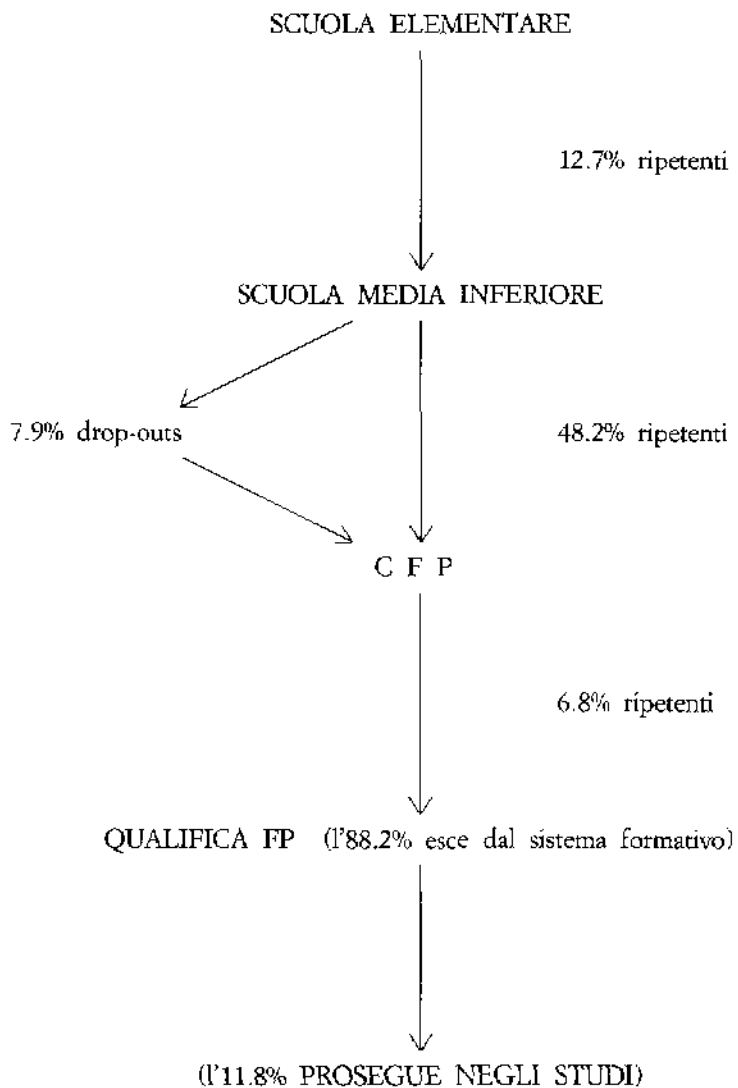 SCUOLA ELEMENTARE
12.7% ripetenti
SCUOLA MEDIA INFERIORE
7.9% drop-outs
48.2% ripetenti
C F P
6.8% ripetenti
QUALIFICA FP (l'88.2% esce dal sistema formativo)
(l'11.8% PROSEGUE NEGLI STUDI)